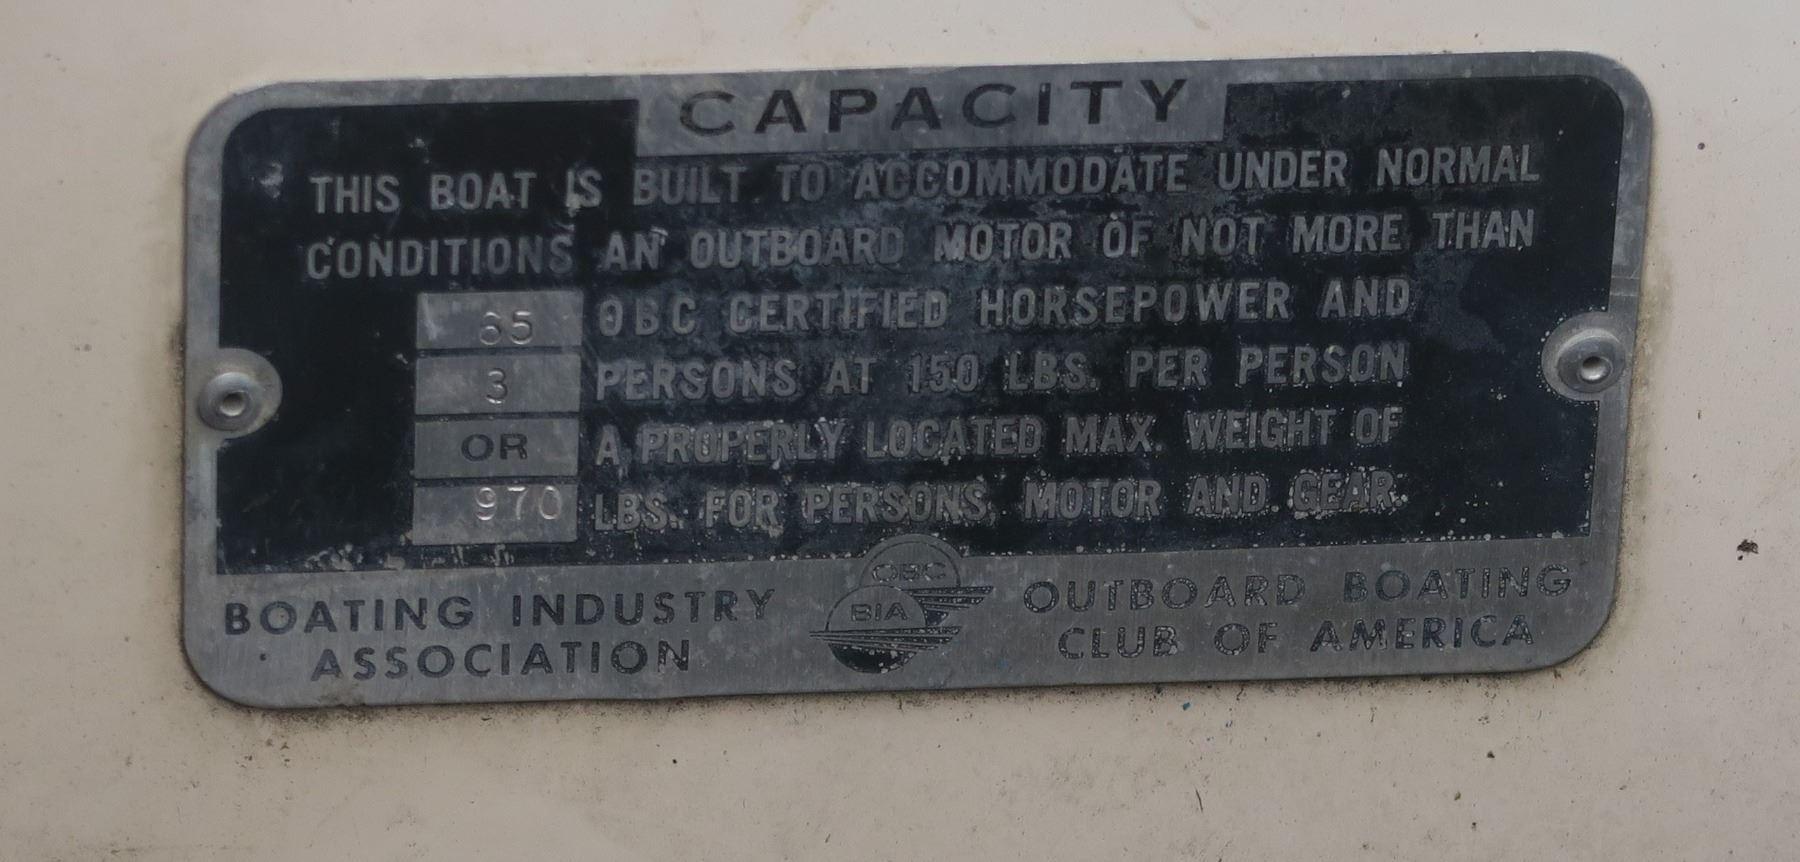 CAPACITY
THIS BOAT IS BUILT TO ACCOMMODATE UNDER NORMAL
CONDITIONS AN OUTBOARD MOTOR OF NOT MORE THAN
65 OBC CERTIFIED HORSEPOWER AND
3 PERSONS AT 150 LBS. PER PERSON
OR A PROPERLY LOCATED MAX. WEIGHT OF
970 LBS. FOR PERSONS, MOTOR AND GEAR.
BOATING INDUSTRY
ASSOCIATION
OBC
BIA
OUTBOARD BOATING
CLUB OF AMERICA